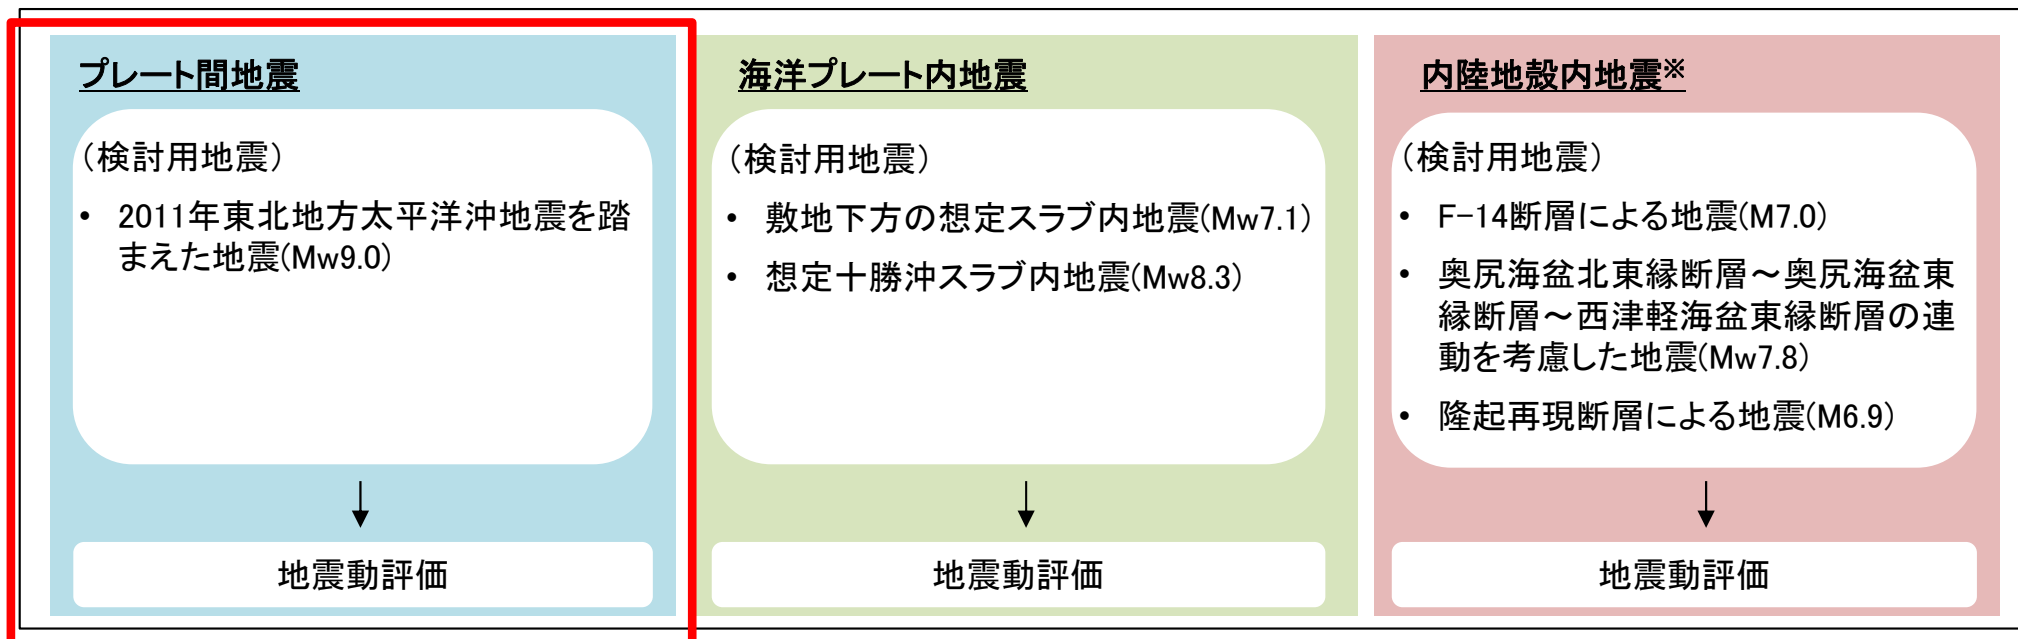 プレート間地震
(検討用地震)
• 2011年東北地方太平洋沖地震を踏
まえた地震(Mw9.0)
地震動評価
海洋プレート内地震
(検討用地震)
• 敷地下方の想定スラブ内地震(Mw7.1)
• 想定十勝沖スラブ内地震(Mw8.3)
地震動評価
内陸地殻内地震※
(検討用地震)
• F-14断層による地震(M7.0)
• 奥尻海盆北東縁断層～奥尻海盆東
縁断層～西津軽海盆東縁断層の連
動を考慮した地震(Mw7.8)
• 隆起再現断層による地震(M6.9)
地震動評価